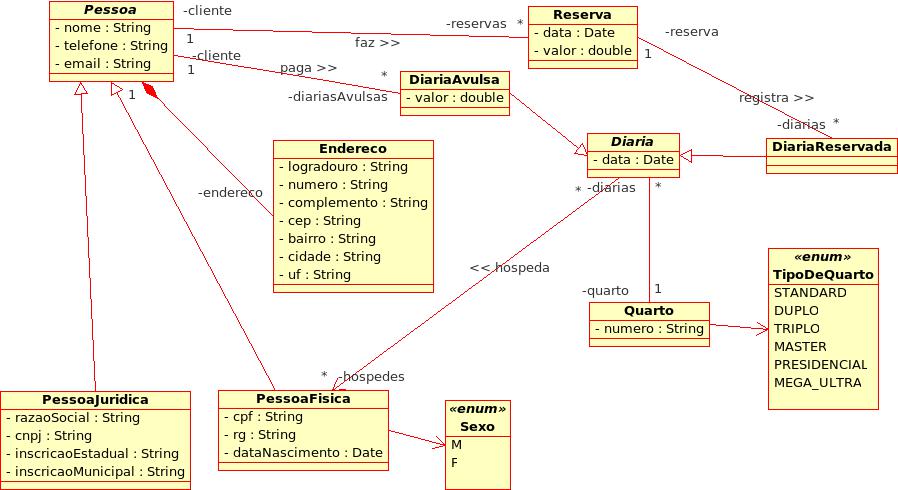 Pessoa
- nome : String
- telefone : String
- email : String
-cliente
1
faz >>
-reservas
*
Reserva
- data : Date
- valor : double
-reserva
1
registra >>
-diarias
*
-cliente
1
paga >>
*
-diariasAvulsas
DiariaAvulsa
- valor : double
Diaria
- data : Date
DiariaReservada
1
-endereco
Endereco
- logradouro : String
- numero : String
- complemento : String
- cep : String
- bairro : String
- cidade : String
- uf : String
*
-diarias
*
<< hospeda
*
-hospedes
-quarto
1
Quarto
- numero : String
«enum»
TipoDeQuarto
STANDARD
DUPLO
TRIPLO
MASTER
PRESIDENCIAL
MEGA_ULTRA
PessoaJuridica
- razaoSocial : String
- cnpj : String
- inscricaoEstadual : String
- inscricaoMunicipal : String
PessoaFisica
- cpf : String
- rg : String
- dataNascimento : Date
«enum»
Sexo
M
F